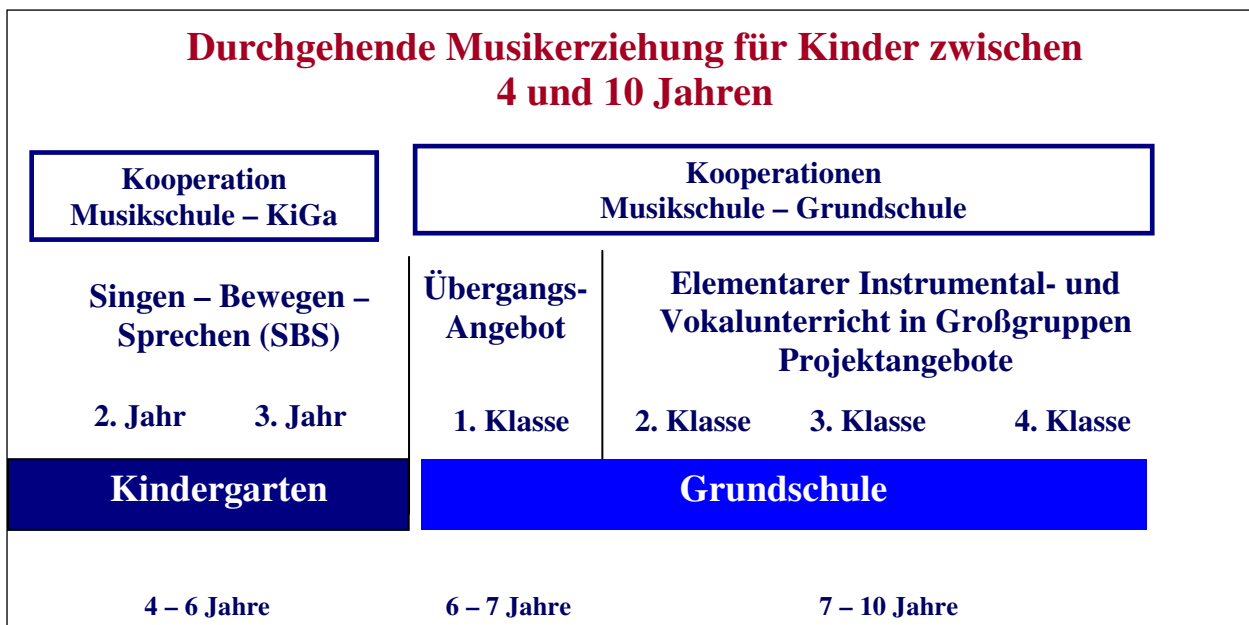 Durchgehende Musikerziehung für Kinder zwischen
4 und 10 Jahren
Kooperation
Musikschule – KiGa
Kooperationen
Musikschule – Grundschule
Singen – Bewegen –
Sprechen (SBS)
Übergangs-
Angebot
Elementarer Instrumental- und
Vokalunterricht in Großgruppen
Projektangebote
2. Jahr 3. Jahr
1. Klasse
2. Klasse 3. Klasse 4. Klasse
Kindergarten
Grundschule
4 – 6 Jahre
6 – 7 Jahre
7 – 10 Jahre